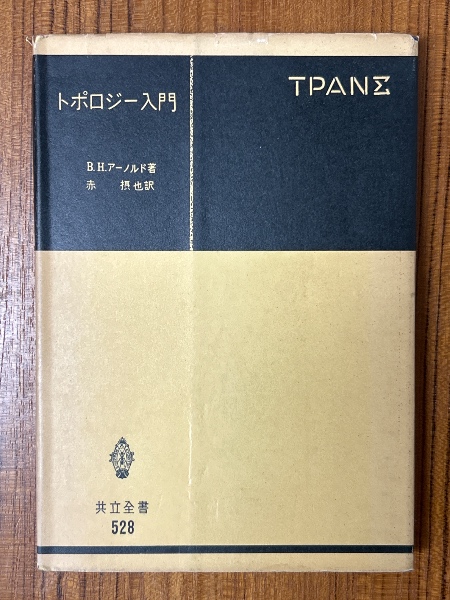 トポロジー入門
TPANΣ
B.H.アーノルド著
赤 摂也訳
共立全書
528